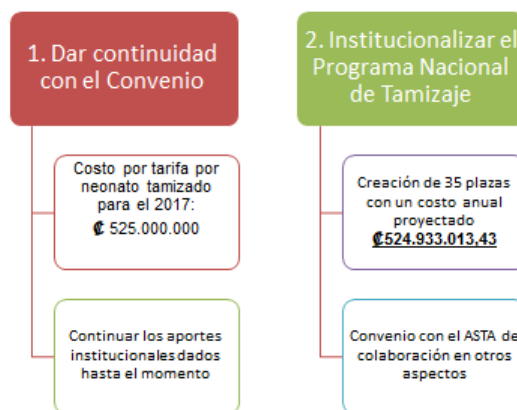 1. Dar continuidad
con el Convenio
Costo por tarifa por
neonato tamizado
para el 2017:
₡ 525.000.000
Continuar los aportes
institucionales dados
hasta el momento
2. Institucionalizar el
Programa Nacional
de Tamizaje
Creación de 35 plazas
con un costo anual
proyectado
₡524.933.013,43
Convenio con el ASTA de
colaboración en otros
aspectos